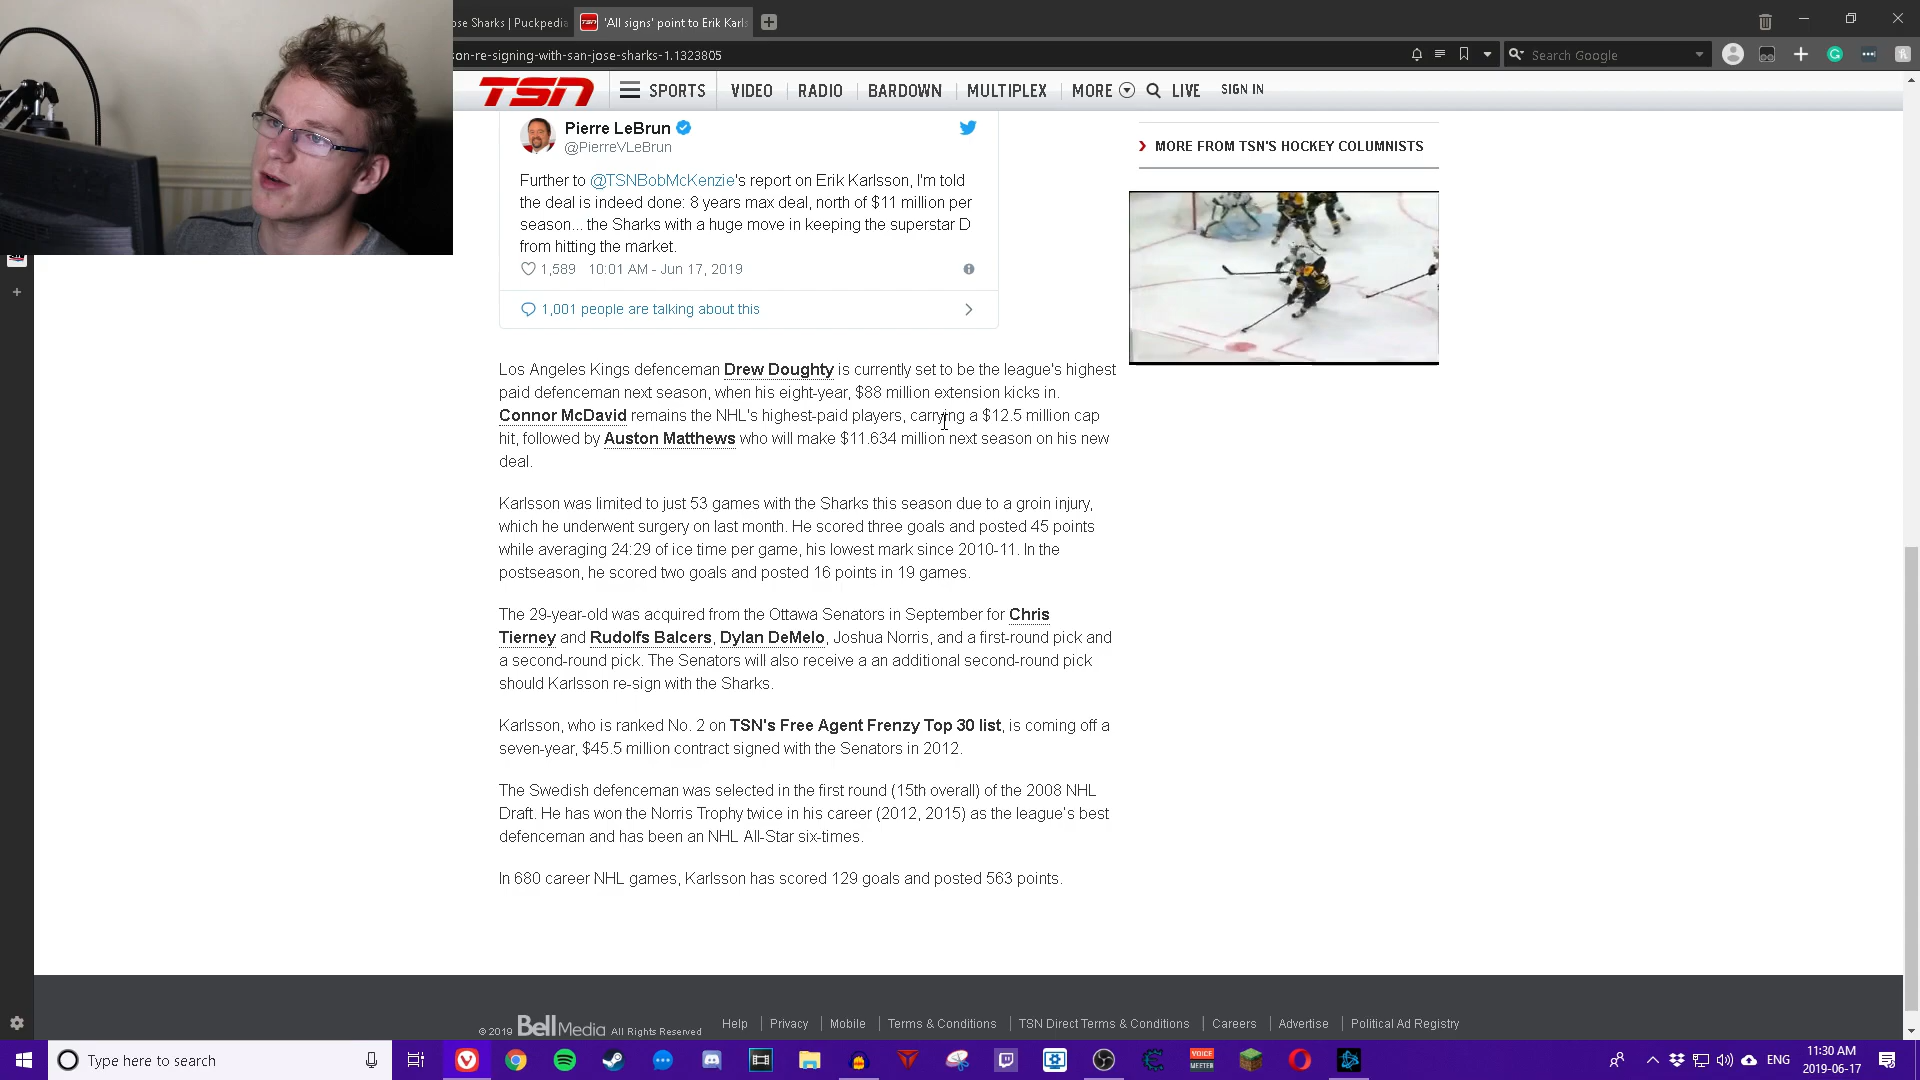 ose Sharks | Puckpedia
TSN 'All signs' point to Erik Karls
on-re-signing-with-san-jose-sharks-1.1323805
Search Google
TSN SPORTS VIDEO RADIO BARDOWN MULTIPLEX MORE LIVE SIGN IN
Pierre LeBrun
@PierreVLeBrun
Further to @TSNBobMcKenzie's report on Erik Karlsson, I'm told
the deal is indeed done: 8 years max deal, north of $11 million per
season... the Sharks with a huge move in keeping the superstar D
from hitting the market.
1,589 10:01 AM - Jun 17, 2019
1,001 people are talking about this
MORE FROM TSN'S HOCKEY COLUMNISTS
Los Angeles Kings defenceman Drew Doughty is currently set to be the league's highest
paid defenceman next season, when his eight-year, $88 million extension kicks in.
Connor McDavid remains the NHL's highest-paid players, carrying a $12.5 million cap
hit, followed by Auston Matthews who will make $11.634 million next season on his new
deal.
Karlsson was limited to just 53 games with the Sharks this season due to a groin injury,
which he underwent surgery on last month. He scored three goals and posted 45 points
while averaging 24:29 of ice time per game, his lowest mark since 2010-11. In the
postseason, he scored two goals and posted 16 points in 19 games.
The 29-year-old was acquired from the Ottawa Senators in September for Chris
Tierney and Rudolfs Balcers, Dylan DeMelo, Joshua Norris, and a first-round pick and
a second-round pick. The Senators will also receive a an additional second-round pick
should Karlsson re-sign with the Sharks.
Karlsson, who is ranked No. 2 on TSN's Free Agent Frenzy Top 30 list, is coming off a
seven-year, $45.5 million contract signed with the Senators in 2012.
The Swedish defenceman was selected in the first round (15th overall) of the 2008 NHL
Draft. He has won the Norris Trophy twice in his career (2012, 2015) as the league's best
defenceman and has been an NHL All-Star six-times.
In 680 career NHL games, Karlsson has scored 129 goals and posted 563 points.
© 2019 BellMedia All Rights Reserved Help Privacy Mobile Terms & Conditions TSN Direct Terms & Conditions Careers Advertise Political Ad Registry
Type here to search
VOICE
MEETER
ENG
11:30 AM
2019-06-17